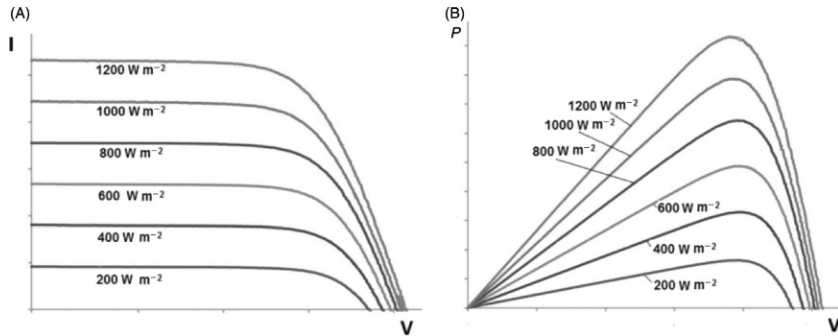 (A)
I
1200 W m−2
1000 W m−2
800 W m−2
600 W m−2
400 W m−2
200 W m−2
V
(B)
P
1200 W m−2
1000 W m−2
800 W m−2
600 W m−2
400 W m−2
200 W m−2
V